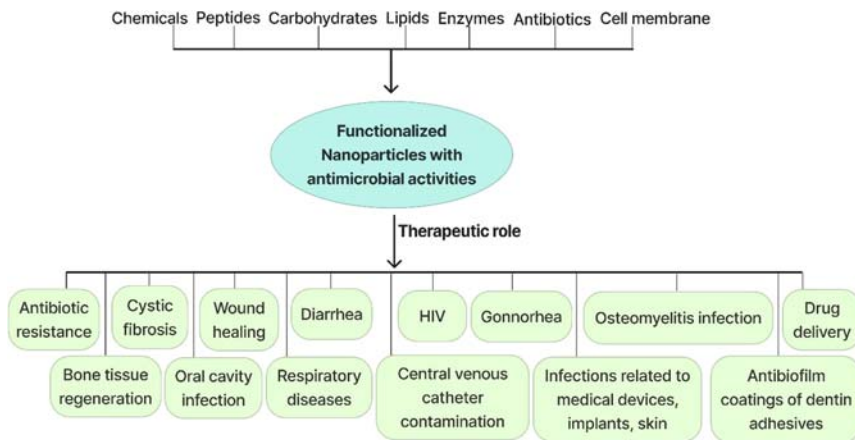 Chemicals Peptides Carbohydrates Lipids Enzymes Antibiotics Cell membrane
Functionalized
Nanoparticles with
antimicrobial activities
Therapeutic role
Antibiotic
resistance
Cystic
fibrosis
Wound
healing
Diarrhea
HIV
Gonnorhea
Osteomyelitis infection
Drug
delivery
Bone tissue
regeneration
Oral cavity
infection
Respiratory
diseases
Central venous
catheter
contamination
Infections related to
medical devices,
implants, skin
Antibiofilm
coatings of dentin
adhesives